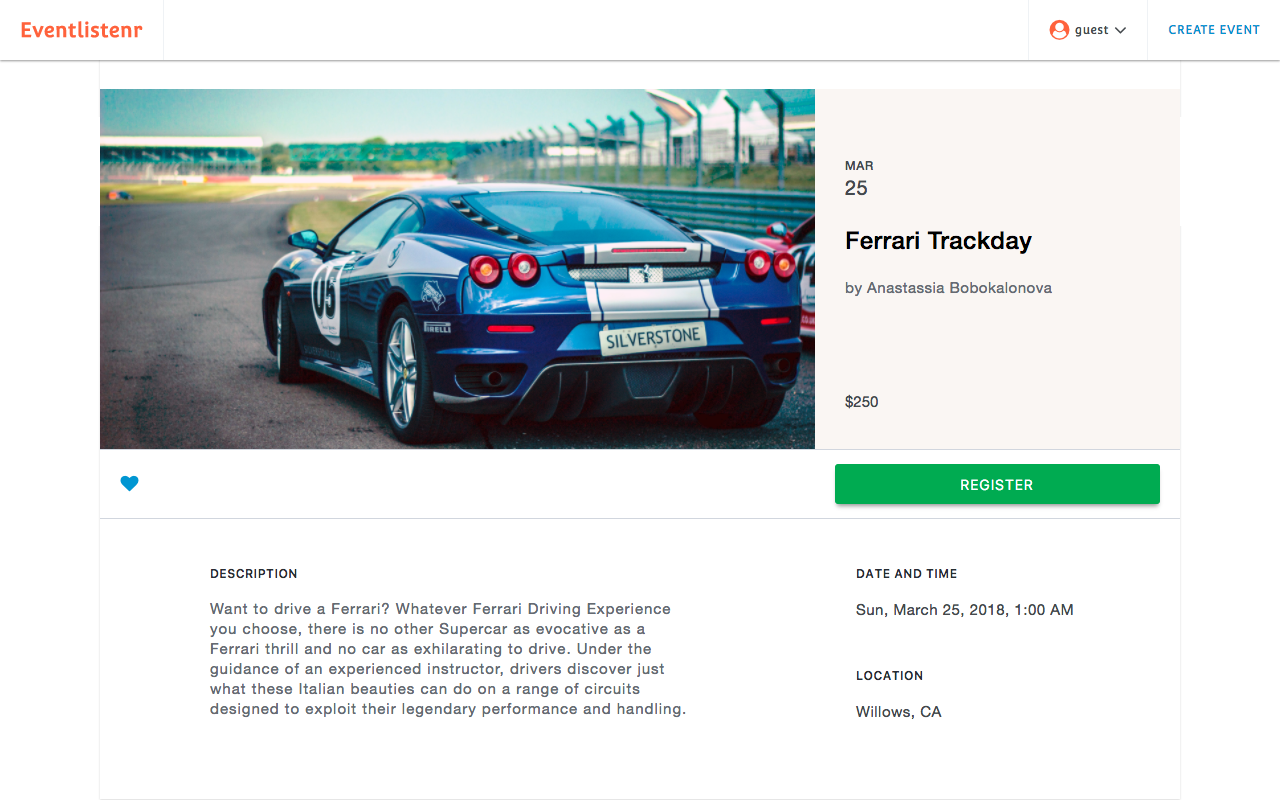 Eventlistenr
guest
CREATE EVENT
MAR
25
Ferrari Trackday
by Anastassia Bobokalonova
$250
05
PIRELLI
SILVERSTONE
REGISTER
DESCRIPTION
Want to drive a Ferrari? Whatever Ferrari Driving Experience
you choose, there is no other Supercar as evocative as a
Ferrari thrill and no car as exhilarating to drive. Under the
guidance of an experienced instructor, drivers discover just
what these Italian beauties can do on a range of circuits
designed to exploit their legendary performance and handling.
DATE AND TIME
Sun, March 25, 2018, 1:00 AM
LOCATION
Willows, CA